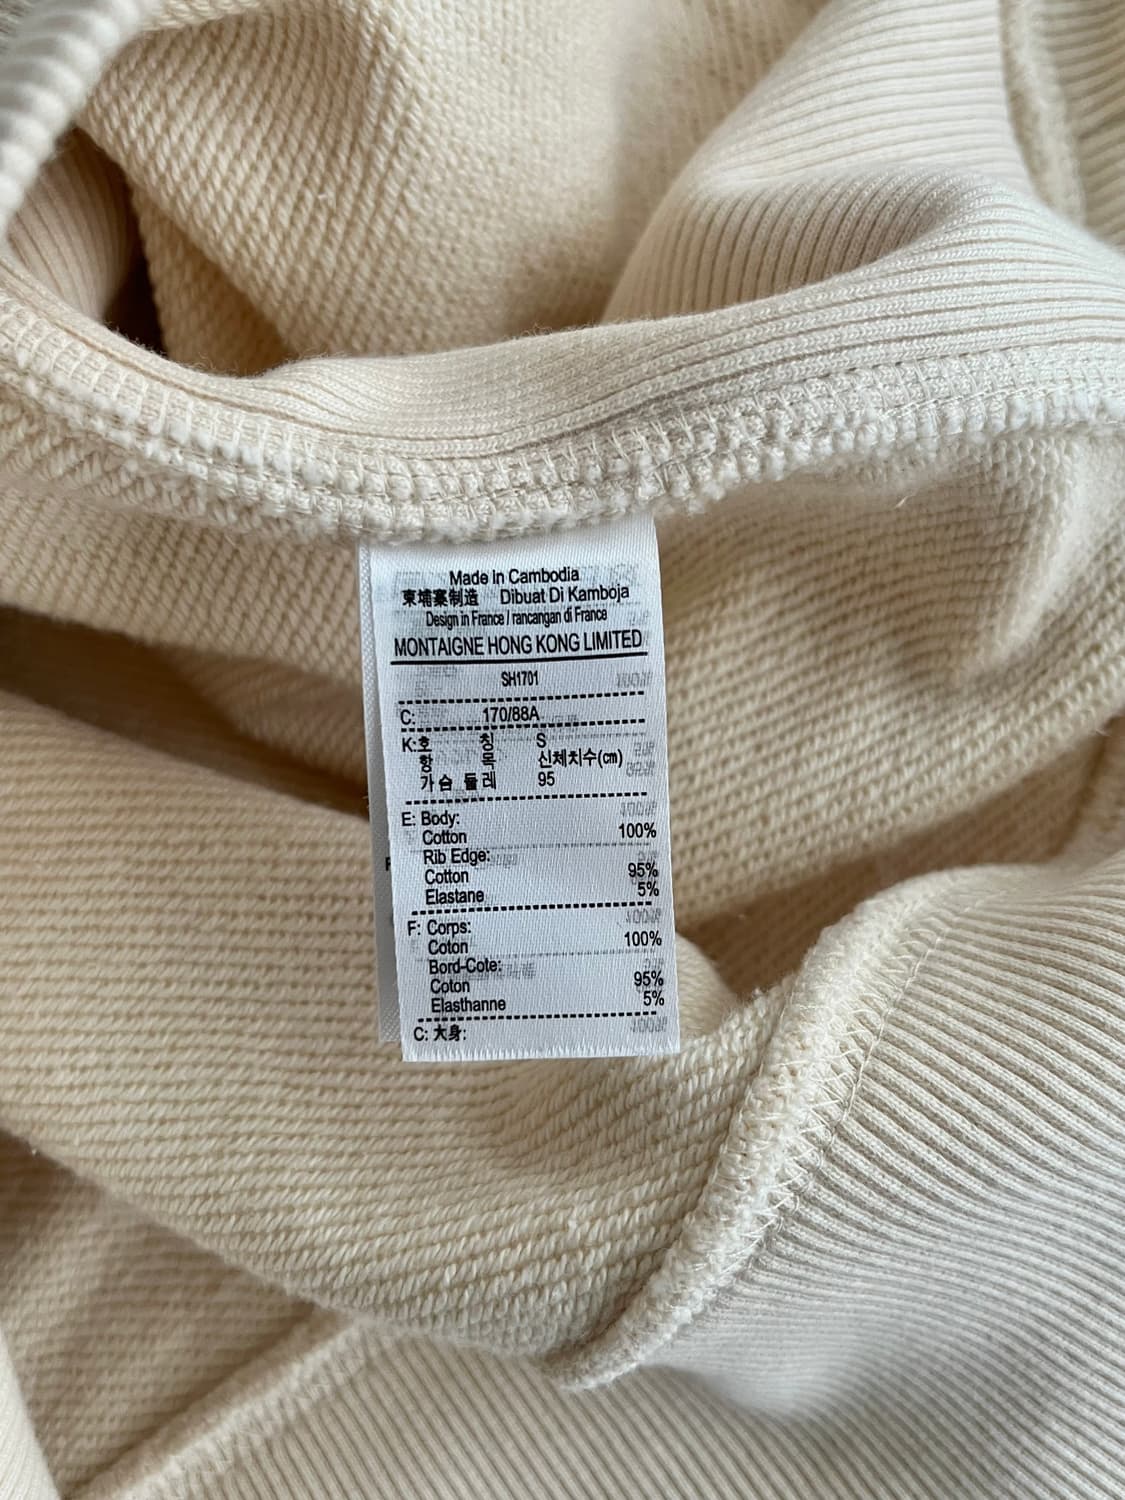 Made In Cambodia
柬埔寨制造 Dibuat Di Kamboja
Design in France / rancangan di France
MONTAIGNE HONG KONG LIMITED
SH1701
C: 170/88A
K:호 칭 S
항 목 신체치수(cm)
가슴 둘레 95
E: Body:
Cotton 100%
Rib Edge:
Cotton 95%
Elastane 5%
F: Corps:
Coton 100%
Bord-Cote:
Coton 95%
Elasthanne 5%
C: 大身: